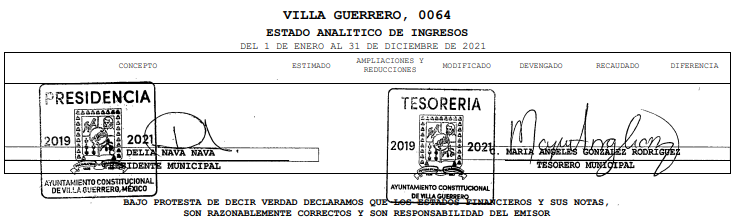 VILLA GUERRERO, 0064
ESTADO ANALITICO DE INGRESOS
DEL 1 DE ENERO AL 31 DE DICIEMBRE DE 2021
CONCEPTO ESTIMADO AMPLIACIONES Y REDUCCIONES MODIFICADO DEVENGADO RECAUDADO DIFERENCIA
PRESIDENCIA
2019 2021
DELIA NAVA NAVA
PRESIDENTE MUNICIPAL
AYUNTAMIENTO CONSTITUCIONAL
DE VILLA GUERRERO, MÉXICO
TESORERIA
2019 2021
C. MARIA ANGELES GONZALEZ RODRIGUEZ
TESORERO MUNICIPAL
AYUNTAMIENTO CONSTITUCIONAL
DE VILLA GUERRERO
BAJO PROTESTA DE DECIR VERDAD DECLARAMOS QUE LOS ESTADOS FINANCIEROS Y SUS NOTAS,
SON RAZONABLEMENTE CORRECTOS Y SON RESPONSABILIDAD DEL EMISOR